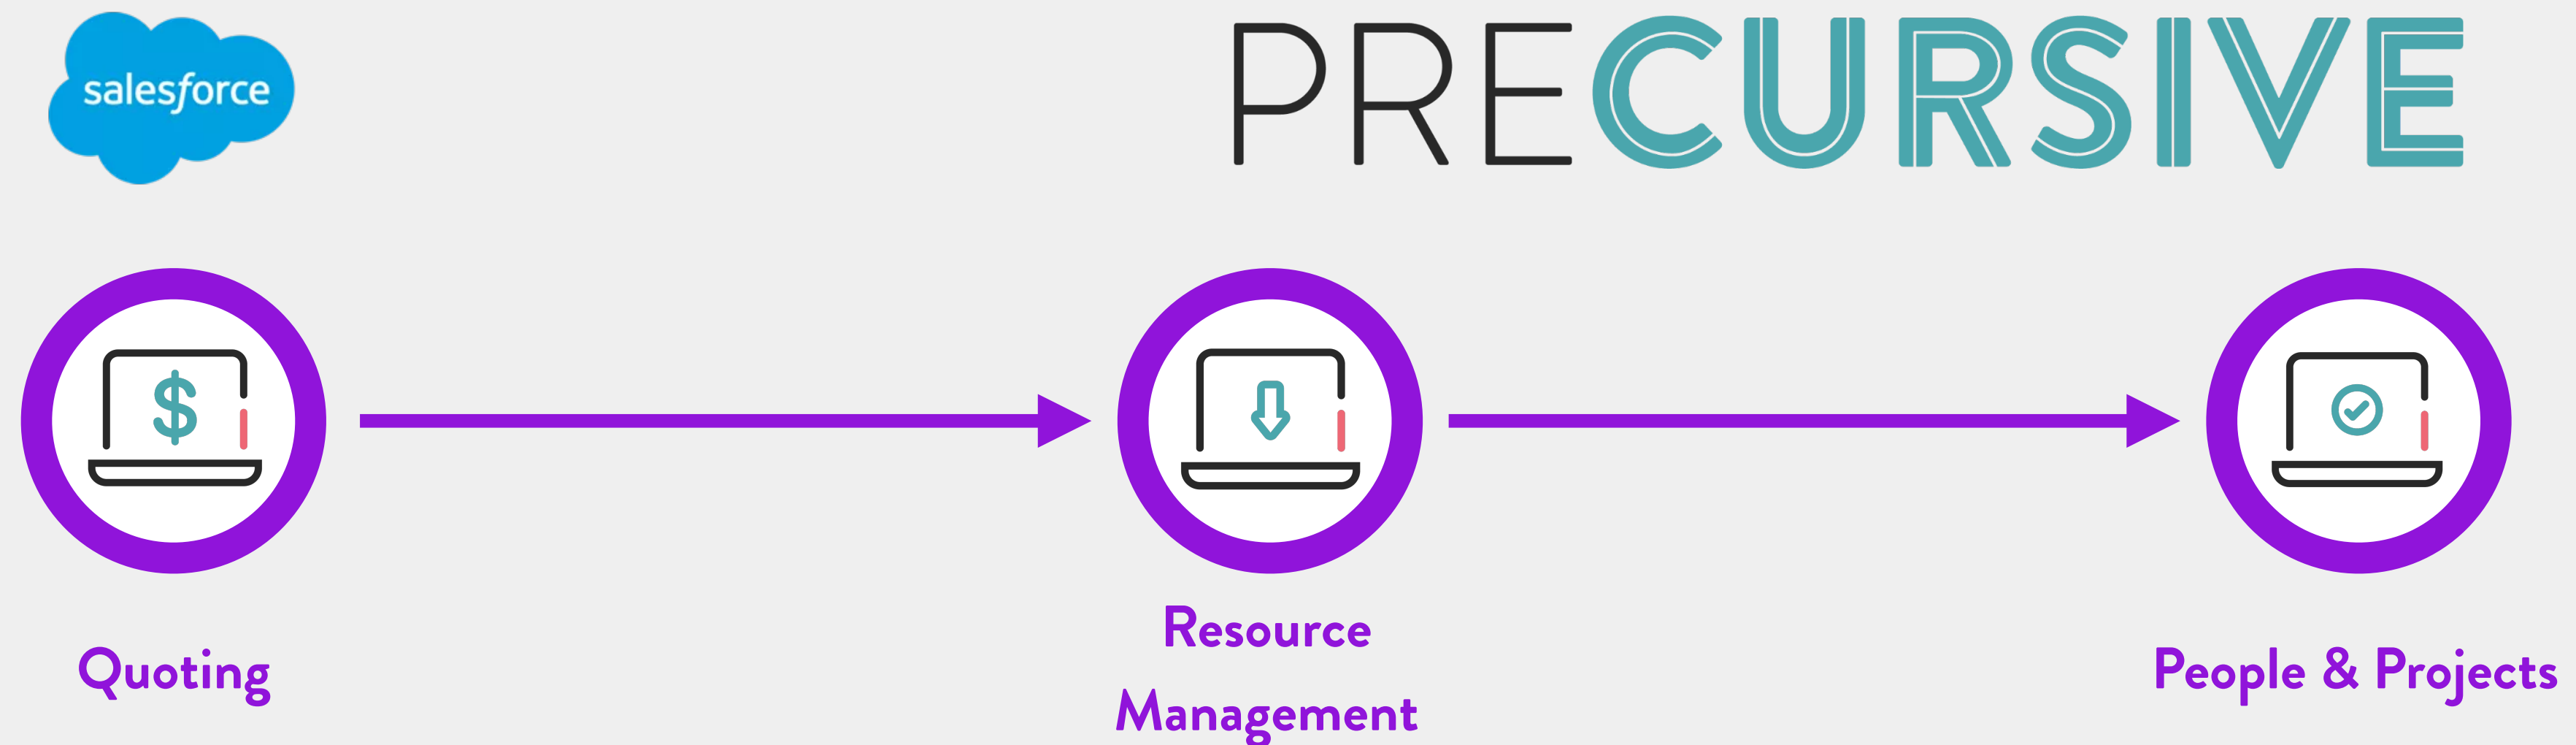 salesforce
PRECURSIVE
$
Quoting
Resource
Management
People & Projects